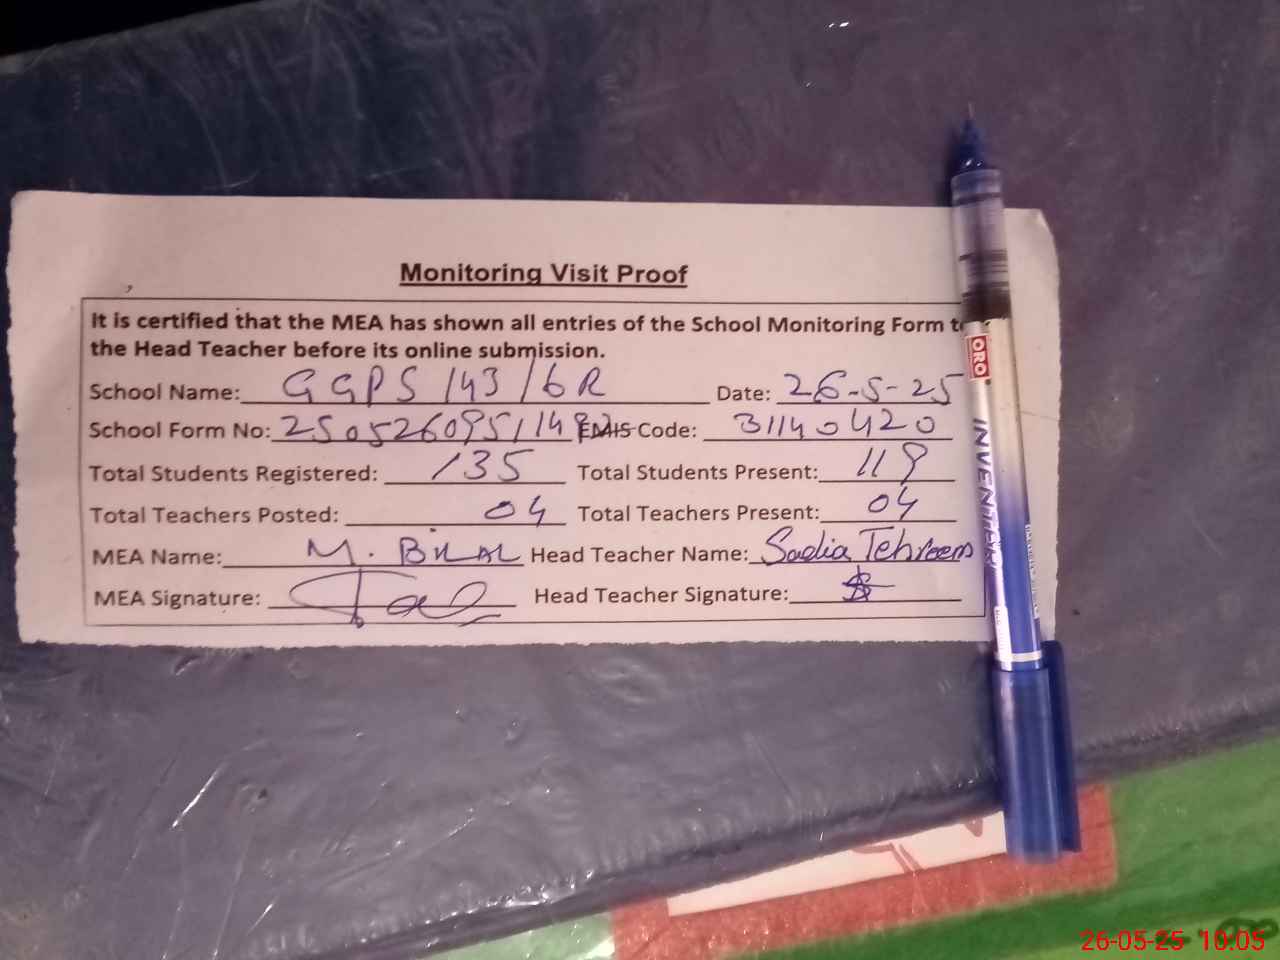 Monitoring Visit Proof
It is certified that the MEA has shown all entries of the School Monitoring Form to
the Head Teacher before its online submission.
School Name: GGPS 143/6R Date: 26-5-25
School Form No: EMIS Code: 31140420
Total Students Registered: 135 Total Students Present: 119
Total Teachers Posted: 04 Total Teachers Present: 04
MEA Name: M. BILAL Head Teacher Name: Sadia Tehreem
MEA Signature: Head Teacher Signature:
ORO
INVENTOR
26-05-25 10:05